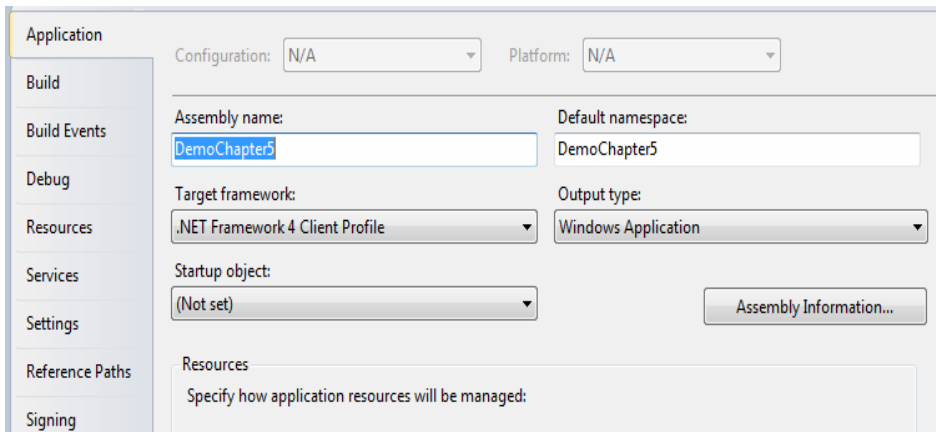 Application
Build
Build Events
Debug
Resources
Services
Settings
Reference Paths
Signing
Configuration: N/A Platform: N/A
Assembly name: Default namespace:
DemoChapter5 DemoChapter5
Target framework: Output type:
.NET Framework 4 Client Profile Windows Application
Startup object:
(Not set) Assembly Information...
Resources
Specify how application resources will be managed: